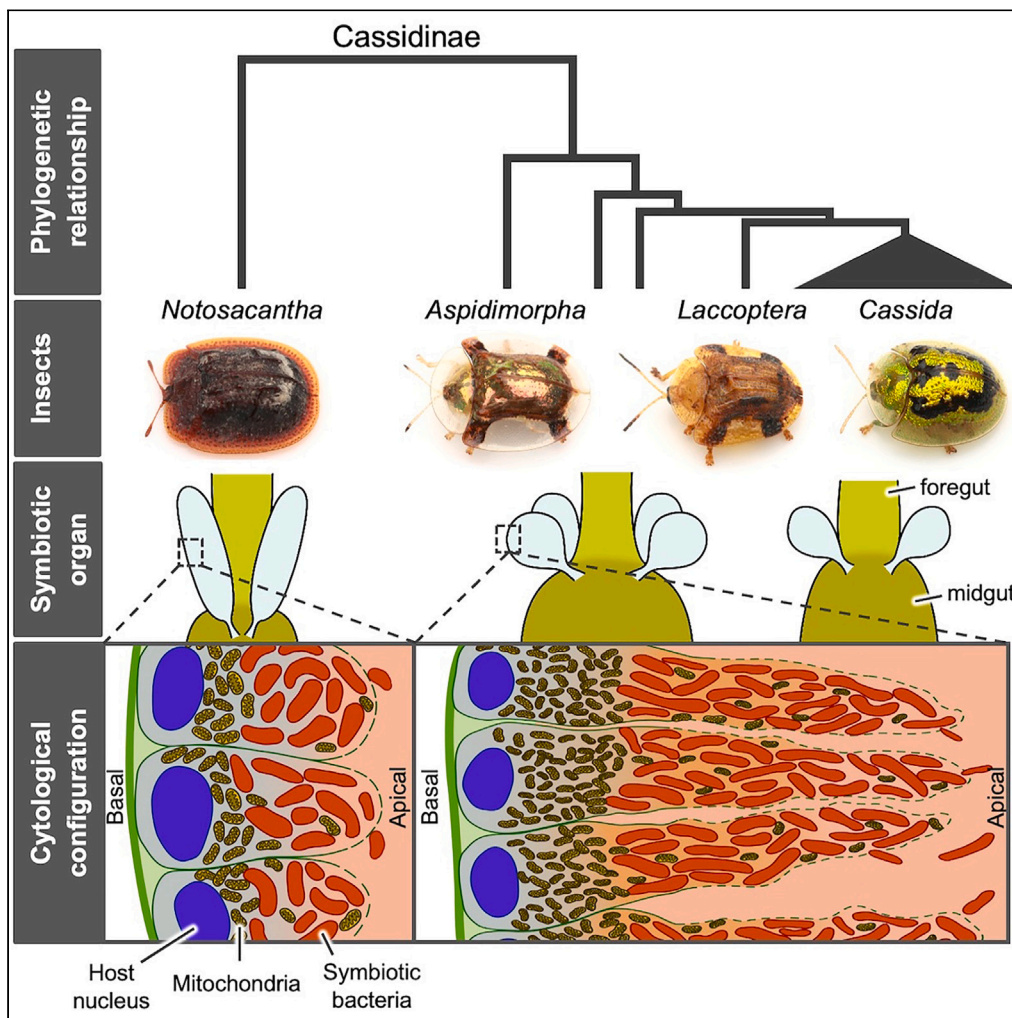 Cassidinae
Phylogenetic
relationship
Insects
Notosacantha
Aspidimorpha
Laccoptera
Cassida
Symbiotic
organ
foregut
midgut
Cytological
configuration
Basal
Apical
Basal
Apical
Host
nucleus
Mitochondria
Symbiotic
bacteria